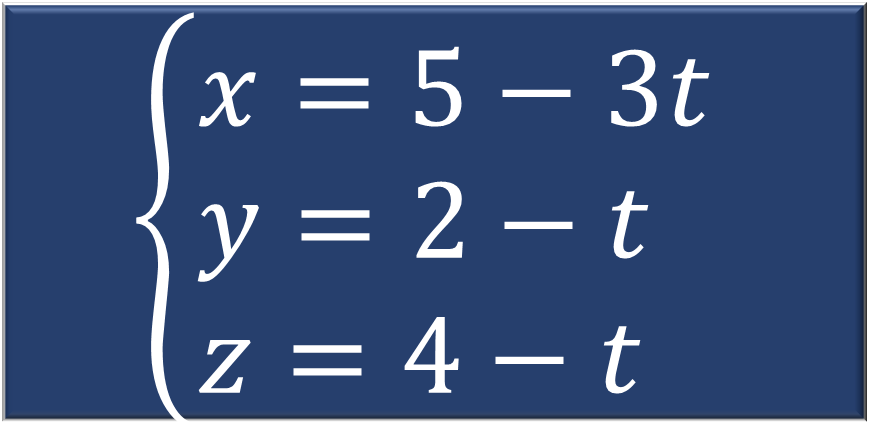 x = 5 − 3t
y = 2 − t
z = 4 − t